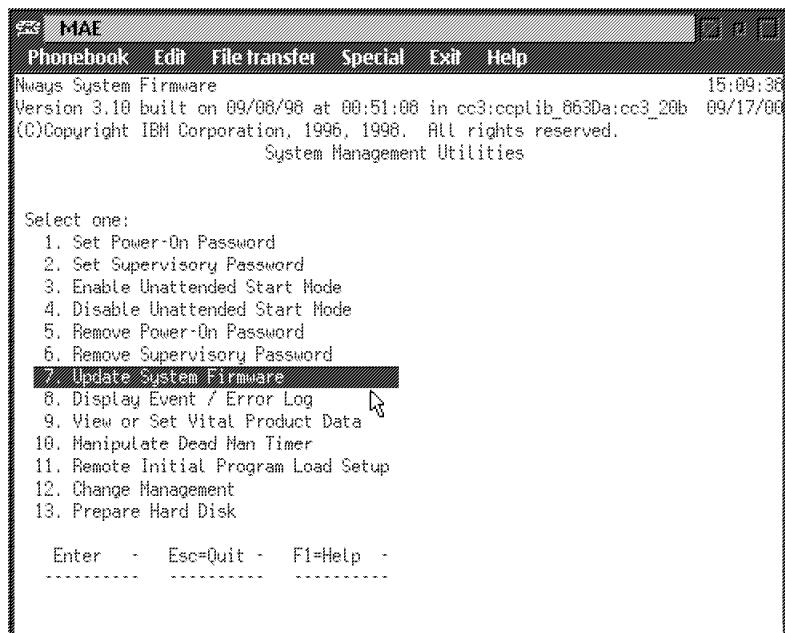 MAE
Phonebook Edit File transfer Special Exit Help
Nways System Firmware 15:09:38
Version 3.10 built on 09/08/98 at 00:51:08 in cc3:ccplib_863Da:cc3_20b 09/17/00
(C)Copyright IBM Corporation, 1996, 1998. All rights reserved.
System Management Utilities
Select one:
1. Set Power-On Password
2. Set Supervisory Password
3. Enable Unattended Start Mode
4. Disable Unattended Start Mode
5. Remove Power-On Password
6. Remove Supervisory Password
7. Update System Firmware
8. Display Event / Error Log
9. View or Set Vital Product Data
10. Manipulate Dead Man Timer
11. Remote Initial Program Load Setup
12. Change Management
13. Prepare Hard Disk
Enter - Esc=Quit - F1=Help -
---------- ---------- ----------